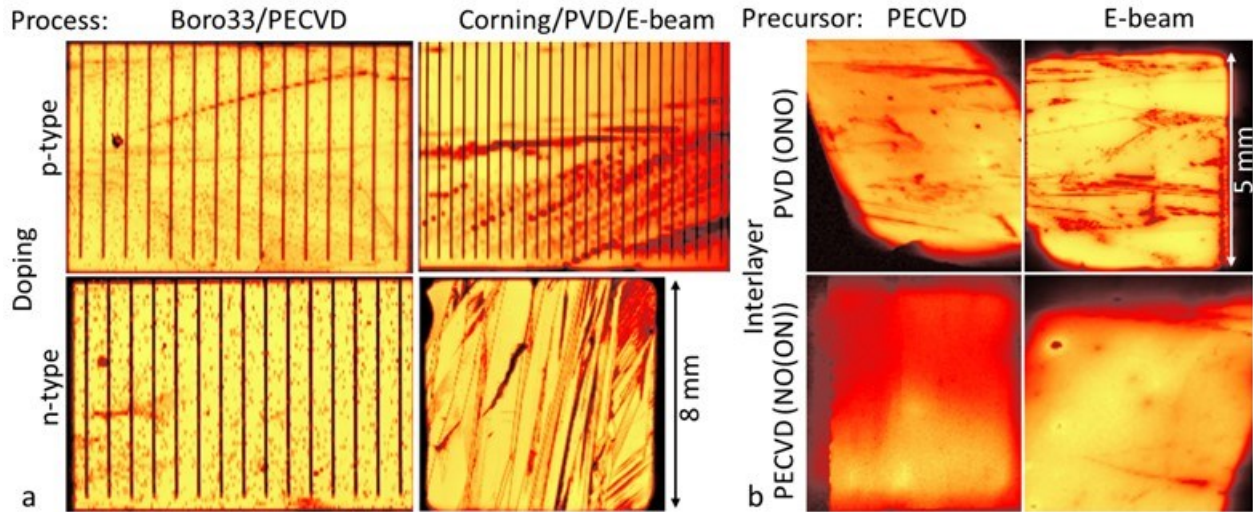 Process: Boro33/PECVD Corning/PVD/E-beam
Doping
p-type
n-type
8 mm
a
Precursor: PECVD E-beam
Interlayer
PVD (ONO)
PECVD (NO(ON))
5 mm
b